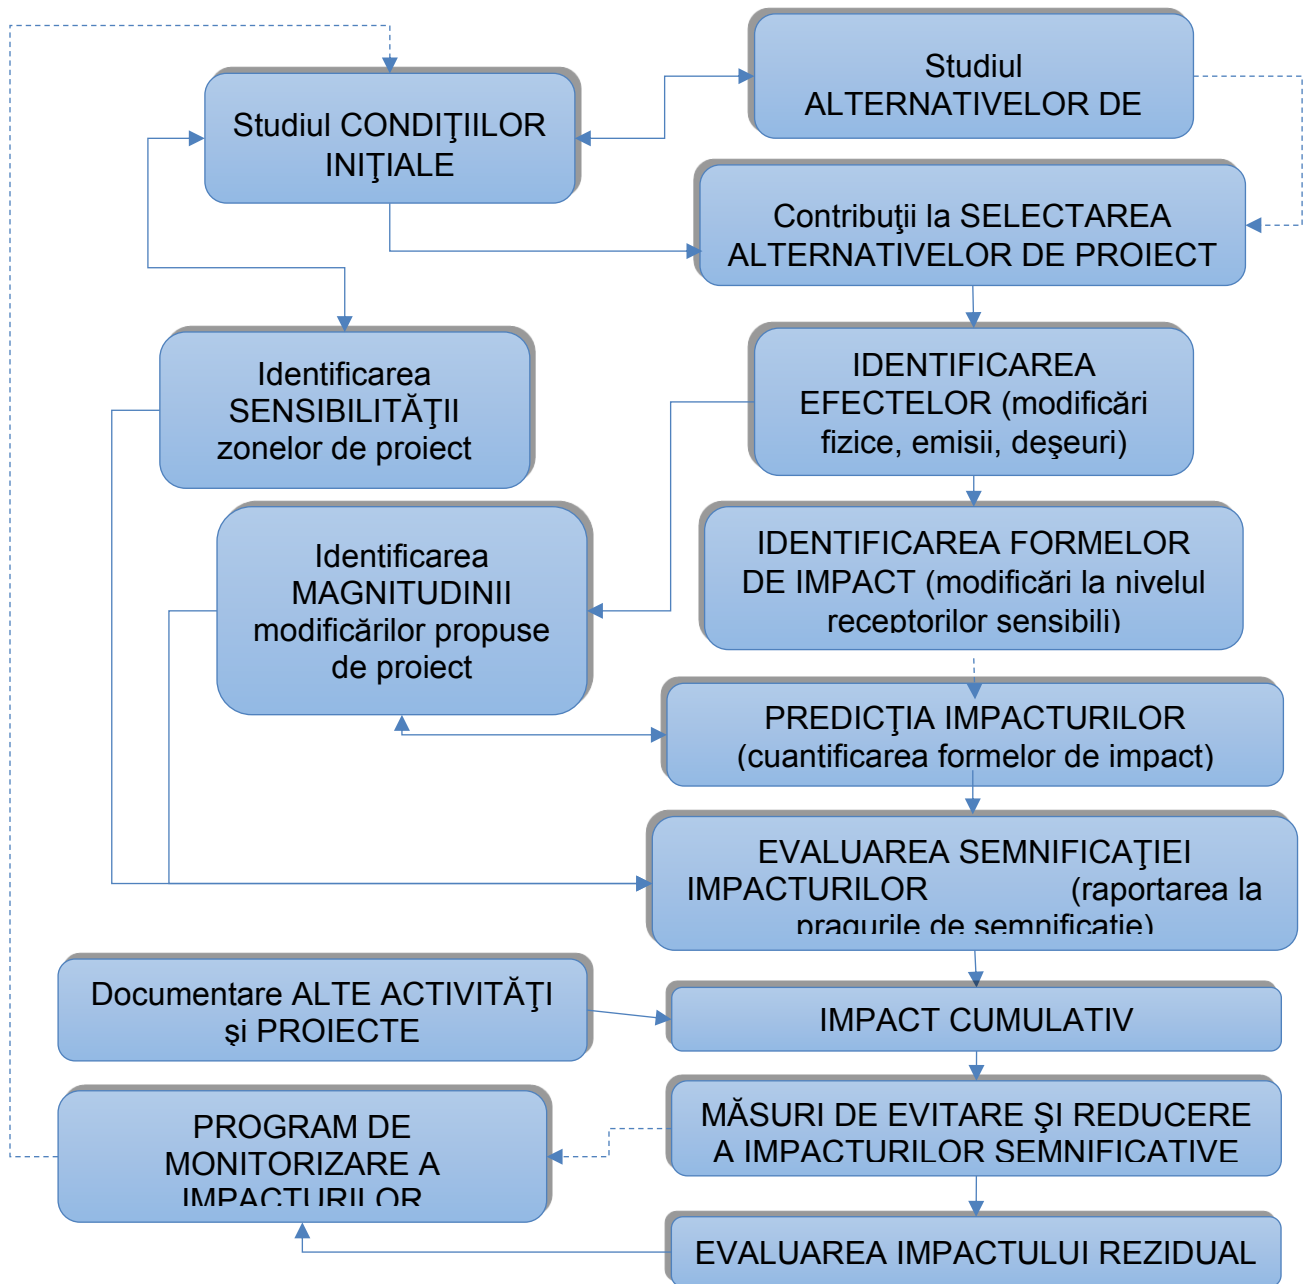 Studiul
ALTERNATIVELOR DE
Studiul CONDIŢIILOR
INIŢIALE
Contribuţii la SELECTAREA
ALTERNATIVELOR DE PROIECT
Identificarea
SENSIBILITĂŢII
zonelor de proiect
IDENTIFICAREA
EFECTELOR (modificări
fizice, emisii, deşeuri)
Identificarea
MAGNITUDINII
modificărilor propuse
de proiect
IDENTIFICAREA FORMELOR
DE IMPACT (modificări la nivelul
receptorilor sensibili)
PREDICŢIA IMPACTURILOR
(cuantificarea formelor de impact)
EVALUAREA SEMNIFICAŢIEI
IMPACTURILOR (raportarea la
pragurile de semnificaţie)
Documentare ALTE ACTIVITĂŢI
şi PROIECTE
IMPACT CUMULATIV
MĂSURI DE EVITARE ŞI REDUCERE
A IMPACTURILOR SEMNIFICATIVE
PROGRAM DE
MONITORIZARE A
IMPACTURILOR
EVALUAREA IMPACTULUI REZIDUAL